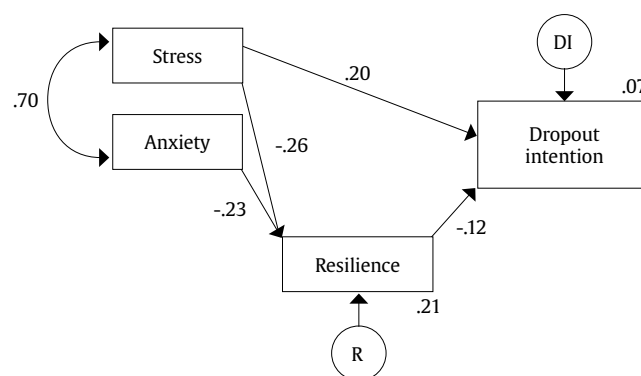 DI
Stress
.20
.07
.70
Dropout
intention
Anxiety
-.26
-.23
-.12
Resilience
.21
R